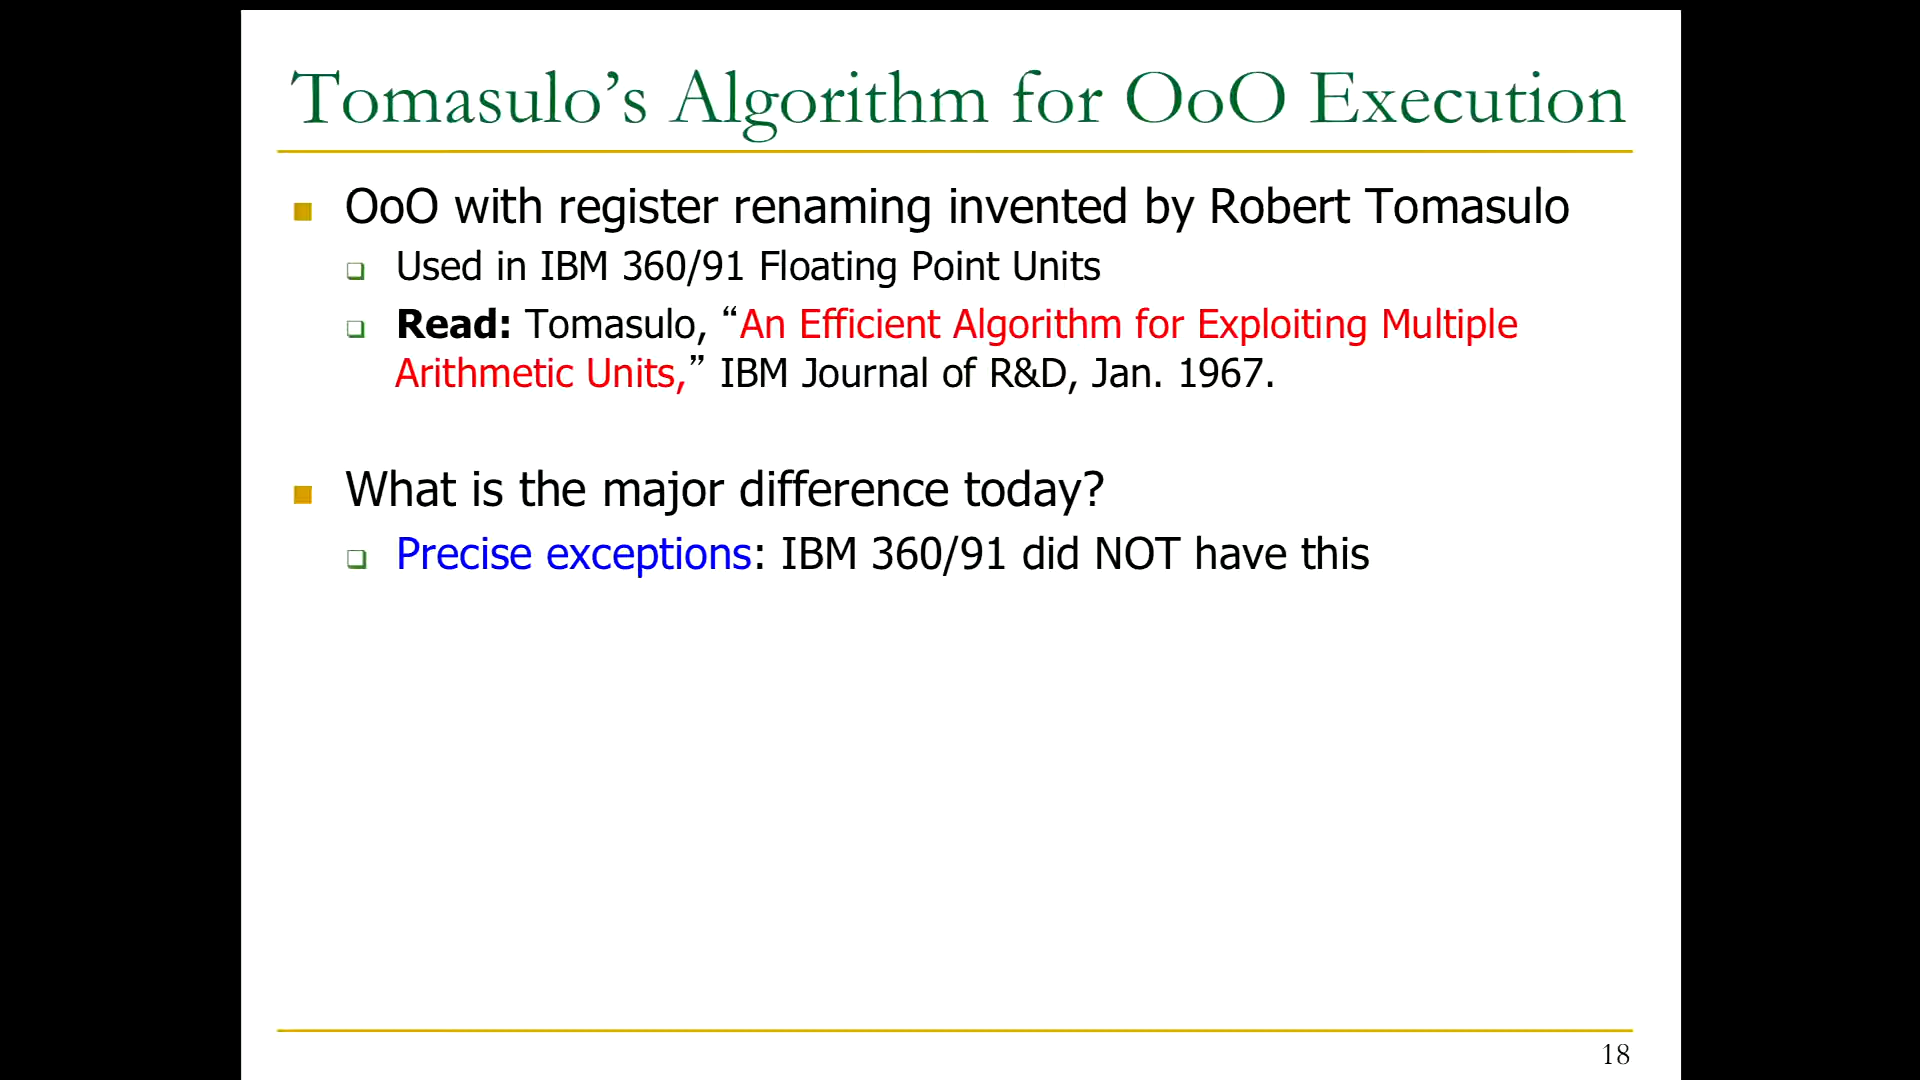 Tomasulo’s Algorithm for OoO Execution
OoO with register renaming invented by Robert Tomasulo
Used in IBM 360/91 Floating Point Units
Read: Tomasulo, “An Efficient Algorithm for Exploiting Multiple
Arithmetic Units,” IBM Journal of R&D, Jan. 1967.
What is the major difference today?
Precise exceptions: IBM 360/91 did NOT have this
18